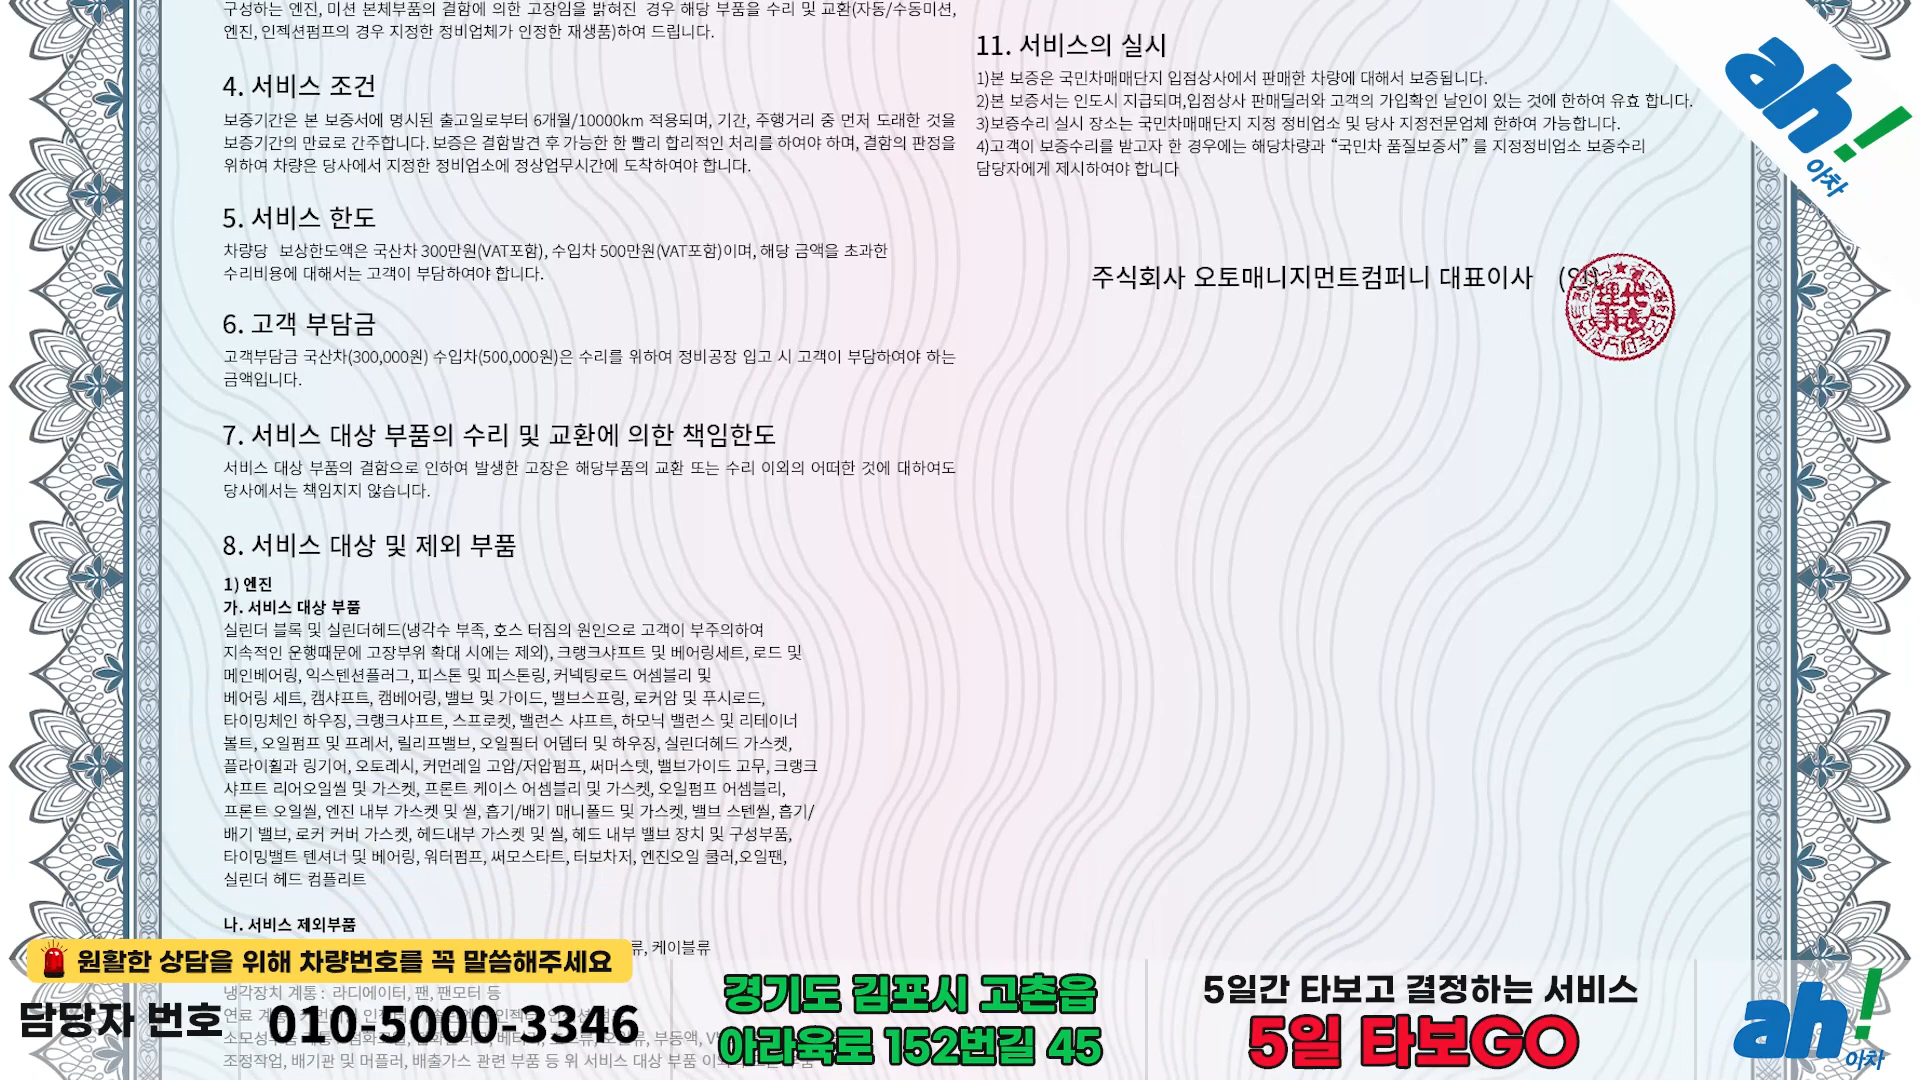 구성하는 엔진, 미션 본체부품의 결함에 의한 고장임을 밝혀진 경우 해당 부품을 수리 및 교환(자동/수동미션,
엔진, 인젝션펌프의 경우 지정한 정비업체가 인정한 재생품)하여 드립니다.
4. 서비스 조건
보증기간은 본 보증서에 명시된 출고일로부터 6개월/10000km 적용되며, 기간, 주행거리 중 먼저 도래한 것을
보증기간의 만료로 간주합니다. 보증은 결함발견 후 가능한 한 빨리 합리적인 처리를 하여야 하며, 결함의 판정을
위하여 차량은 당사에서 지정한 정비업소에 정상업무시간에 도착하여야 합니다.
5. 서비스 한도
차량당 보상한도액은 국산차 300만원(VAT포함), 수입차 500만원(VAT포함)이며, 해당 금액을 초과한
수리비용에 대해서는 고객이 부담하여야 합니다.
6. 고객 부담금
고객부담금 국산차(300,000원) 수입차(500,000원)은 수리를 위하여 정비공장 입고 시 고객이 부담하여야 하는
금액입니다.
7. 서비스 대상 부품의 수리 및 교환에 의한 책임한도
서비스 대상 부품의 결함으로 인하여 발생한 고장은 해당부품의 교환 또는 수리 이외의 어떠한 것에 대하여도
당사에서는 책임지지 않습니다.
8. 서비스 대상 및 제외 부품
1) 엔진
가. 서비스 대상 부품
실린더 블록 및 실린더헤드(냉각수 부족, 호스 터짐의 원인으로 고객이 부주의하여
지속적인 운행때문에 고장부위 확대 시에는 제외), 크랭크샤프트 및 베어링세트, 로드 및
메인베어링, 익스텐션플러그, 피스톤 및 피스톤링, 커넥팅로드 어셈블리 및
베어링 세트, 캠샤프트, 캠베어링, 밸브 및 가이드, 밸브스프링, 로커암 및 푸시로드,
타이밍체인 하우징, 크랭크샤프트, 스프로켓, 밸런스 샤프트, 하모닉 밸런스 및 리테이너
볼트, 오일펌프 및 프레서, 릴리프밸브, 오일필터 어뎁터 및 하우징, 실린더헤드 가스켓,
플라이휠과 링기어, 오토레시, 커먼레일 고압/저압펌프, 써머스텟, 밸브가이드 고무, 크랭크
샤프트 리어오일씰 및 가스켓, 프론트 케이스 어셈블리 및 가스켓, 오일펌프 어셈블리,
프론트 오일씰, 엔진 내부 가스켓 및 씰, 흡기/배기 매니폴드 및 가스켓, 밸브 스텐씰, 흡기/
배기 밸브, 로커 커버 가스켓, 헤드내부 가스켓 및 씰, 헤드 내부 밸브 장치 및 구성부품,
타이밍밸트 텐셔너 및 베어링, 워터펌프, 써모스타트, 터보차저, 엔진오일 쿨러,오일팬,
실린더 헤드 컴플리트
나. 서비스 제외부품
류, 케이블류
냉각장치 계통 : 라디에이터, 팬, 팬모터 등
조정작업, 배기관 및 머플러, 배출가스 관련 부품 등 위 서비스 대상 부품
11. 서비스의 실시
1)본 보증은 국민차매매단지 입점상사에서 판매한 차량에 대해서 보증됩니다.
2)본 보증서는 인도시 지급되며,입점상사 판매딜러와 고객의 가입확인 날인이 있는 것에 한하여 유효 합니다.
3)보증수리 실시 장소는 국민차매매단지 지정 정비업소 및 당사 지정전문업체 한하여 가능합니다.
4)고객이 보증수리를 받고자 한 경우에는 해당차량과 “국민차 품질보증서” 를 지정정비업소 보증수리
담당자에게 제시하여야 합니다
주식회사 오토매니지먼트컴퍼니 대표이사
ah!
아차
원활한 상담을 위해 차량번호를 꼭 말씀해주세요
담당자 번호 010-5000-3346
경기도 김포시 고촌읍
아라육로 152번길 45
5일간 타보고 결정하는 서비스
5일 타보GO
ah!
아차